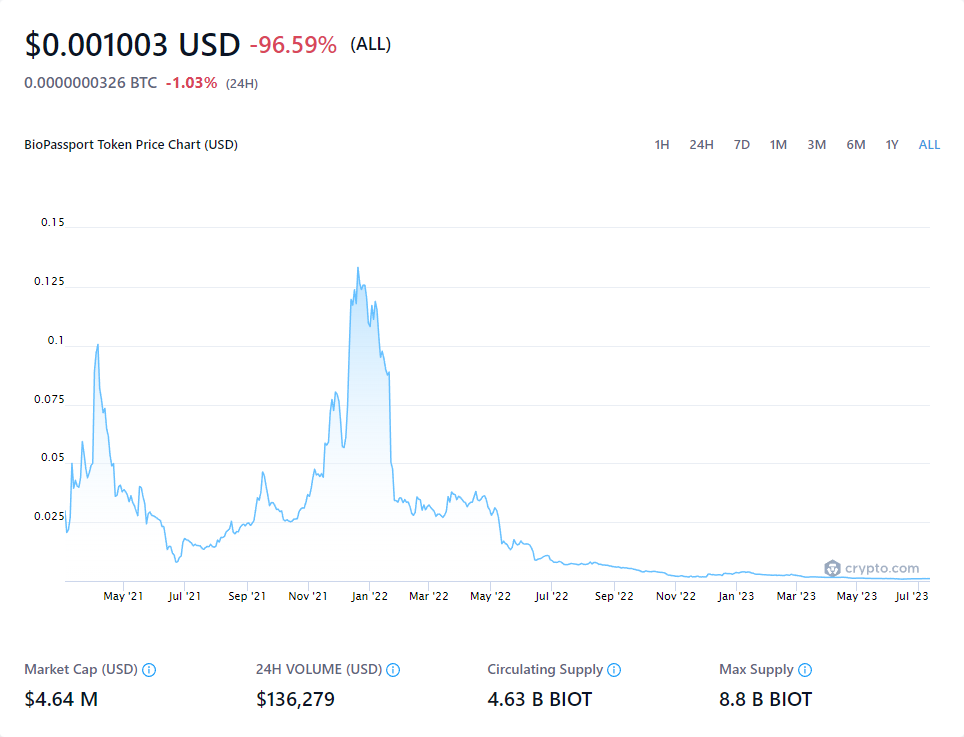 $0.001003 USD -96.59% (ALL)
0.0000000326 BTC -1.03% (24H)
BioPassport Token Price Chart (USD) 1H 24H 7D 1M 3M 6M 1Y ALL
0.15
0.125
0.1
0.075
0.05
0.025
crypto.com
May '21 Jul '21 Sep '21 Nov '21 Jan '22 Mar '22 May '22 Jul '22 Sep '22 Nov '22 Jan '23 Mar '23 May '23 Jul '23
Market Cap (USD) 24H VOLUME (USD) Circulating Supply Max Supply
$4.64 M $136,279 4.63 B BIOT 8.8 B BIOT